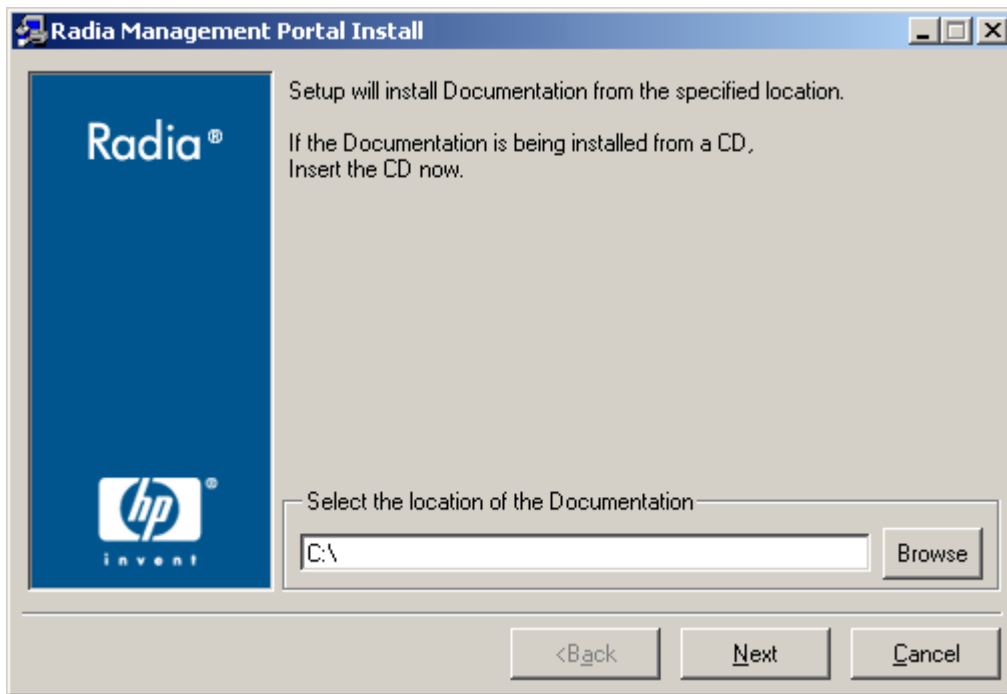 Radia Management Portal Install
Radia®
Setup will install Documentation from the specified location.
If the Documentation is being installed from a CD,
Insert the CD now.
hp®
invent
Select the location of the Documentation
C:\
Browse
<Back
Next
Cancel